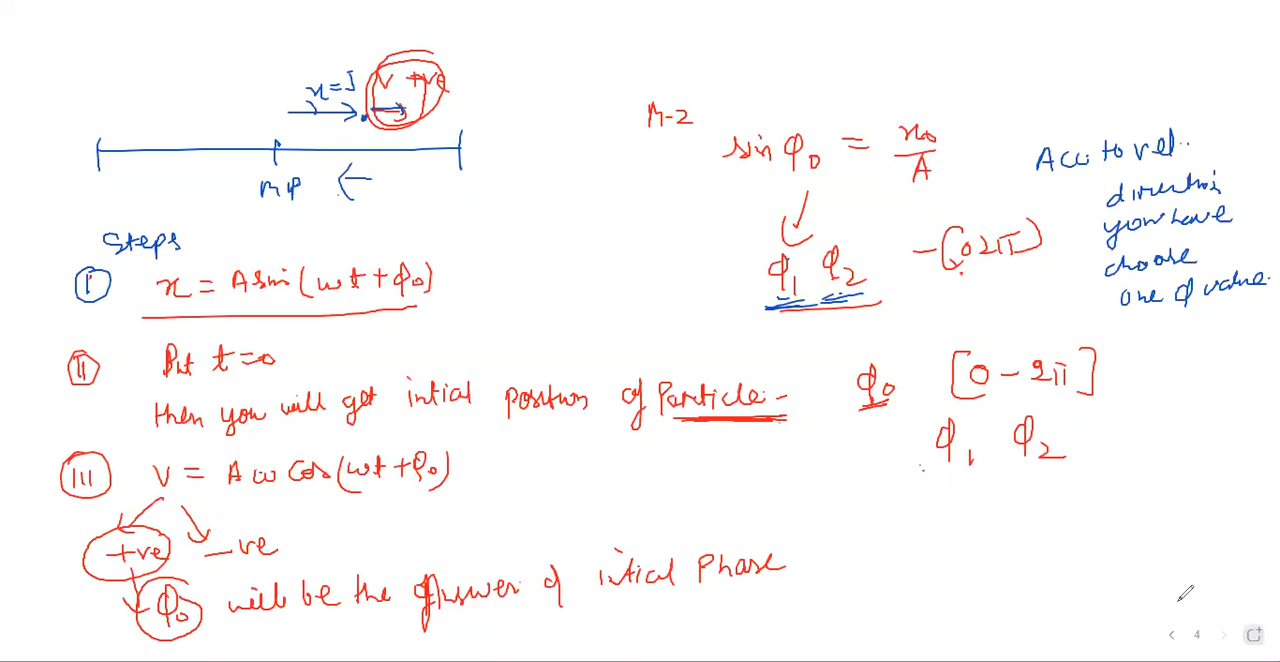 x = 5
v +ve
MP
Steps
I x = A sin(ωt + φ₀)
II Put t = 0
then you will get intial position of Particle -
III v = A ω Cos(ωt + φ₀)
+ve -ve
φ₀ will be the Answer of intial Phase
M-2
sin φ₀ = x₀/A
φ₁ φ₂ - [0 2π]
φ₀ [0 - 2π]
φ₁ φ₂
Acc to vel..
direction
you have
choose
one φ value.
4